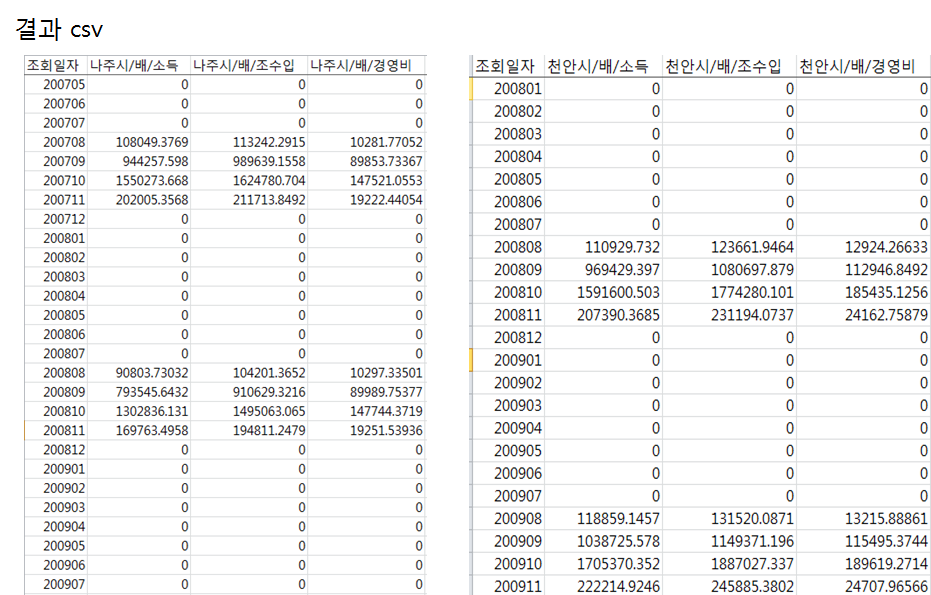 결과 csv
조회일자 나주시/배/소득 나주시/배/조수입 나주시/배/경영비
200705 0 0 0
200706 0 0 0
200707 0 0 0
200708 108049.3769 113242.2915 10281.77052
200709 944257.598 989639.1558 89853.73367
200710 1550273.668 1624780.704 147521.0553
200711 202005.3568 211713.8492 19222.44054
200712 0 0 0
200801 0 0 0
200802 0 0 0
200803 0 0 0
200804 0 0 0
200805 0 0 0
200806 0 0 0
200807 0 0 0
200808 90803.73032 104201.3652 10297.33501
200809 793545.6432 910629.3216 89989.75377
200810 1302836.131 1495063.065 147744.3719
200811 169763.4958 194811.2479 19251.53936
200812 0 0 0
200901 0 0 0
200902 0 0 0
200903 0 0 0
200904 0 0 0
200905 0 0 0
200906 0 0 0
200907 0 0 0
조회일자 천안시/배/소득 천안시/배/조수입 천안시/배/경영비
200801 0 0 0
200802 0 0 0
200803 0 0 0
200804 0 0 0
200805 0 0 0
200806 0 0 0
200807 0 0 0
200808 110929.732 123661.9464 12924.26633
200809 969429.397 1080697.879 112946.8492
200810 1591600.503 1774280.101 185435.1256
200811 207390.3685 231194.0737 24162.75879
200812 0 0 0
200901 0 0 0
200902 0 0 0
200903 0 0 0
200904 0 0 0
200905 0 0 0
200906 0 0 0
200907 0 0 0
200908 118859.1457 131520.0871 13215.88861
200909 1038725.578 1149371.196 115495.3744
200910 1705370.352 1887027.337 189619.2714
200911 222214.9246 245885.3802 24707.96566